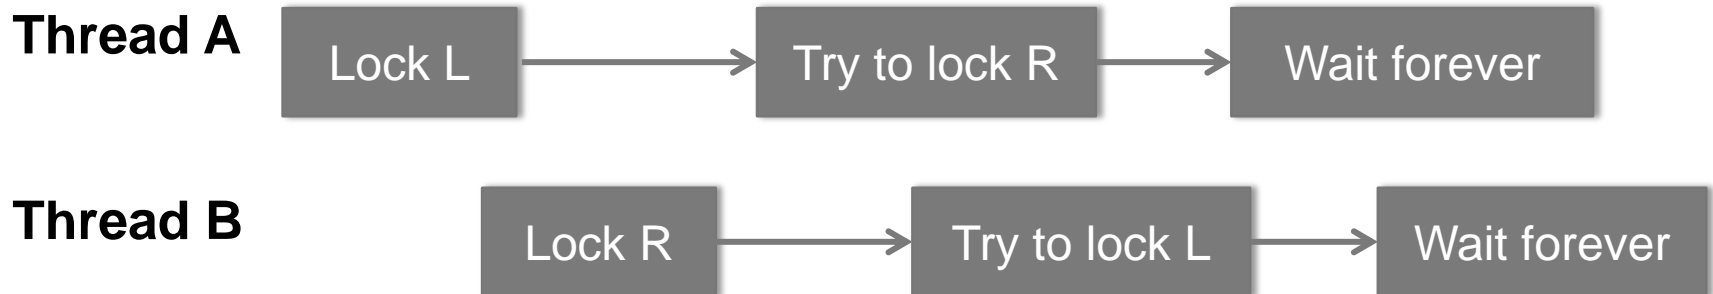 Thread A
Lock L
Try to lock R
Wait forever
Thread B
Lock R
Try to lock L
Wait forever